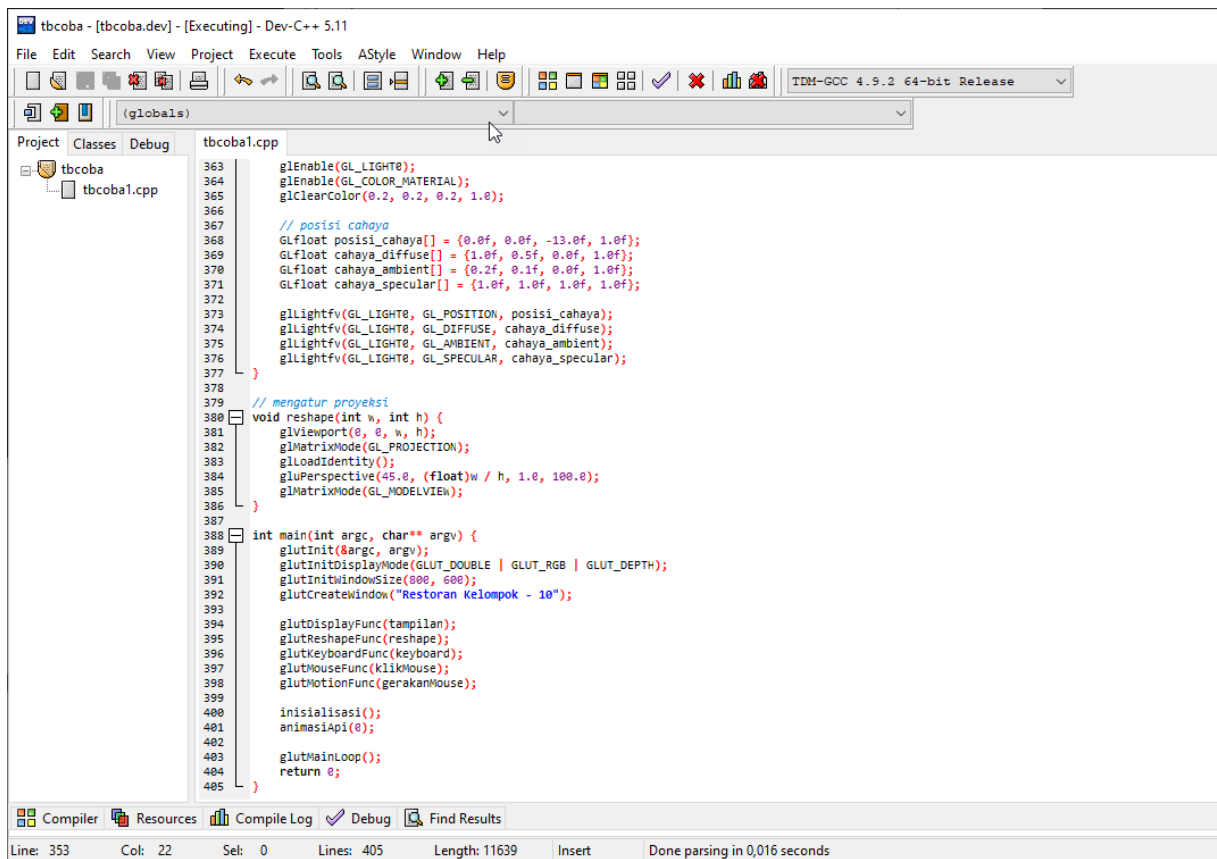 tbcoba - [tbcoba.dev] - [Executing] - Dev-C++ 5.11
File Edit Search View Project Execute Tools AStyle Window Help
TDM-GCC 4.9.2 64-bit Release
(globals)
Project Classes Debug
tbcoba1.cpp
tbcoba
tbcoba1.cpp
363 glEnable(GL_LIGHT0);
364 glEnable(GL_COLOR_MATERIAL);
365 glClearColor(0.2, 0.2, 0.2, 1.0);
366
367 // posisi cahaya
368 GLfloat posisi_cahaya[] = {0.0f, 0.0f, -13.0f, 1.0f};
369 GLfloat cahaya_diffuse[] = {1.0f, 0.5f, 0.0f, 1.0f};
370 GLfloat cahaya_ambient[] = {0.2f, 0.1f, 0.0f, 1.0f};
371 GLfloat cahaya_specular[] = {1.0f, 1.0f, 1.0f, 1.0f};
372
373 glLightfv(GL_LIGHT0, GL_POSITION, posisi_cahaya);
374 glLightfv(GL_LIGHT0, GL_DIFFUSE, cahaya_diffuse);
375 glLightfv(GL_LIGHT0, GL_AMBIENT, cahaya_ambient);
376 glLightfv(GL_LIGHT0, GL_SPECULAR, cahaya_specular);
377 }
378
379 // mengatur proyeksi
380 void reshape(int w, int h) {
381 glViewport(0, 0, w, h);
382 glMatrixMode(GL_PROJECTION);
383 glLoadIdentity();
384 gluPerspective(45.0, (float)w / h, 1.0, 100.0);
385 glMatrixMode(GL_MODELVIEW);
386 }
387
388 int main(int argc, char** argv) {
389 glutInit(&argc, argv);
390 glutInitDisplayMode(GLUT_DOUBLE | GLUT_RGB | GLUT_DEPTH);
391 glutInitWindowSize(800, 600);
392 glutCreateWindow("Restoran Kelompok - 10");
393
394 glutDisplayFunc(tampilan);
395 glutReshapeFunc(reshape);
396 glutKeyboardFunc(keyboard);
397 glutMouseFunc(klikMouse);
398 glutMotionFunc(gerakanMouse);
399
400 inisialisasi();
401 animasiApi(0);
402
403 glutMainLoop();
404 return 0;
405 }
Compiler Resources Compile Log Debug Find Results
Line: 353 Col: 22 Sel: 0 Lines: 405 Length: 11639 Insert Done parsing in 0,016 seconds